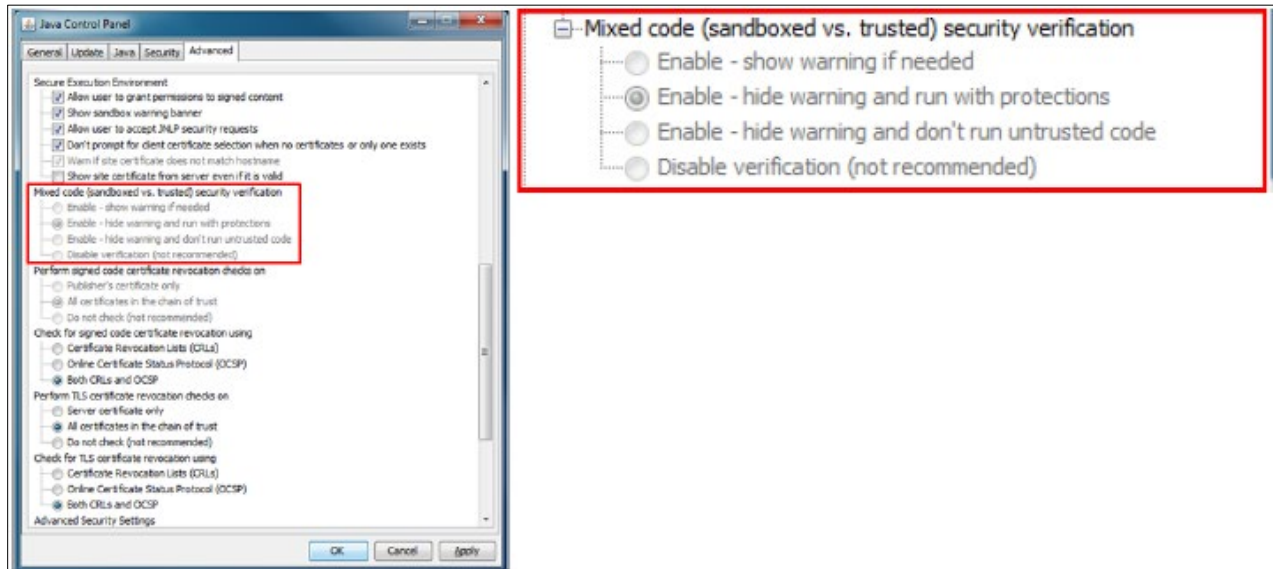 Java Control Panel
General Update Java Security Advanced
Secure Execution Environment
Allow user to grant permissions to signed content
Show sandbox warning banner
Allow user to accept JNLP security requests
Don't prompt for client certificate selection when no certificates or only one exists
Warn if site certificate does not match hostname
Show site certificate from server even if it is valid
Mixed code (sandboxed vs. trusted) security verification
Enable - show warning if needed
Enable - hide warning and run with protections
Enable - hide warning and don't run untrusted code
Disable verification (not recommended)
Perform signed code certificate revocation checks on
Publisher's certificate only
All certificates in the chain of trust
Do not check (not recommended)
Check for signed code certificate revocation using
Certificate Revocation Lists (CRLs)
Online Certificate Status Protocol (OCSP)
Both CRLs and OCSP
Perform TLS certificate revocation checks on
Server certificate only
All certificates in the chain of trust
Do not check (not recommended)
Check for TLS certificate revocation using
Certificate Revocation Lists (CRLs)
Online Certificate Status Protocol (OCSP)
Both CRLs and OCSP
Advanced Security Settings
OK Cancel Apply
Mixed code (sandboxed vs. trusted) security verification
Enable - show warning if needed
Enable - hide warning and run with protections
Enable - hide warning and don't run untrusted code
Disable verification (not recommended)